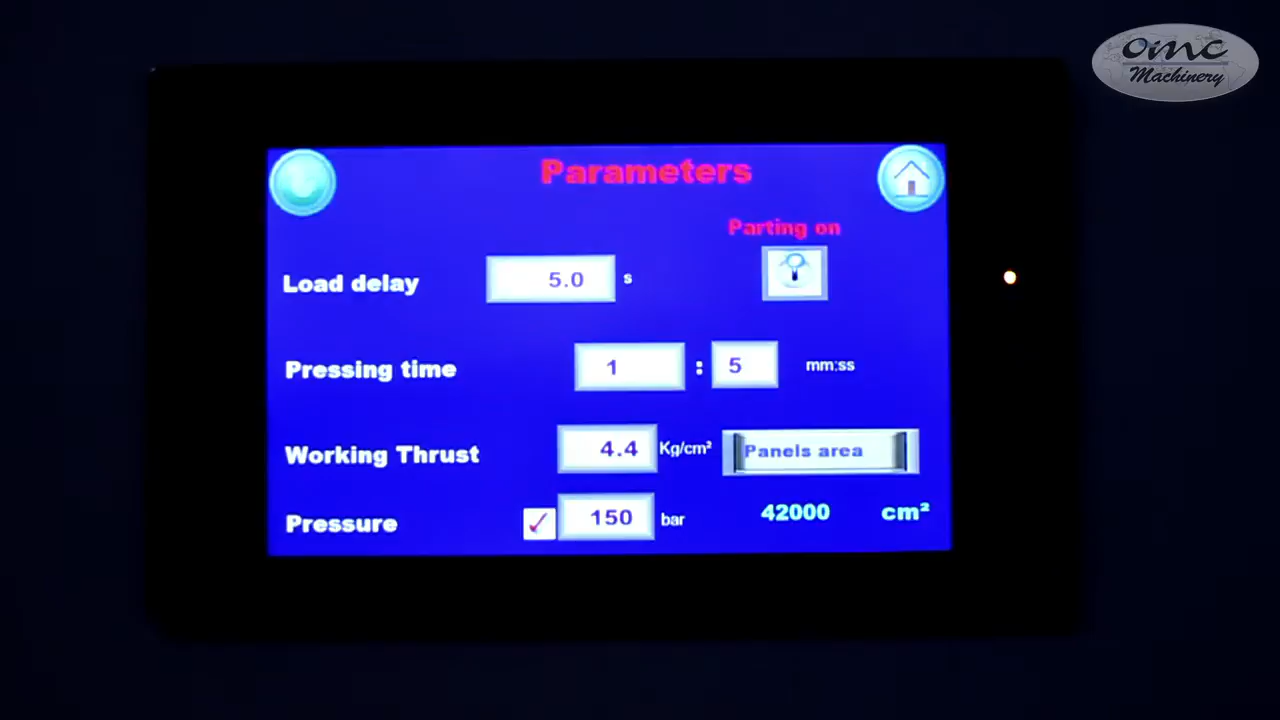 omc
Machinery
Parameters
Parting on
Load delay 5.0 s
Pressing time 1 : 5 mm:ss
Working Thrust 4.4 Kg/cm² Panels area
Pressure 150 bar 42000 cm²